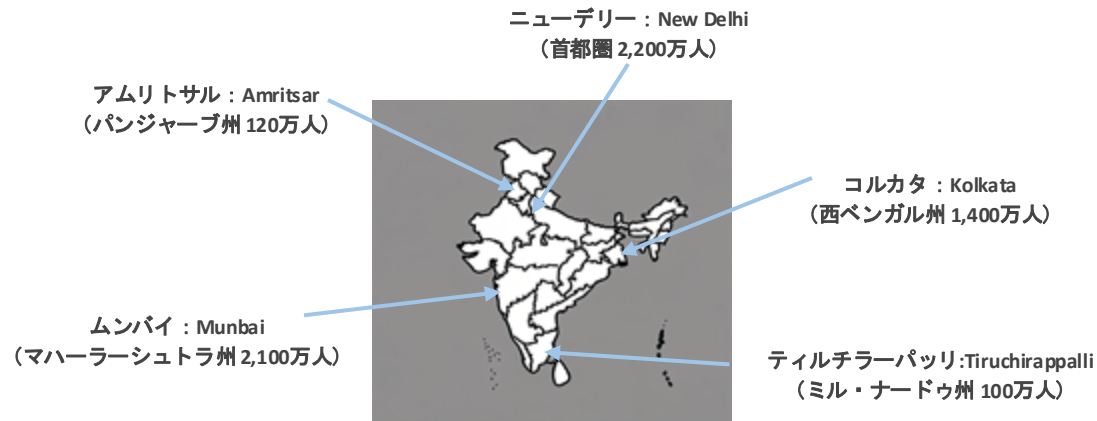 ニューデリー：New Delhi
（首都圏 2,200万人）
アムリトサル：Amritsar
（パンジャーブ州 120万人）
コルカタ：Kolkata
（西ベンガル州 1,400万人）
ムンバイ：Munbai
（マハーラーシュトラ州 2,100万人）
ティルチラーパッリ:Tiruchirappalli
（ミル・ナードゥ州 100万人）